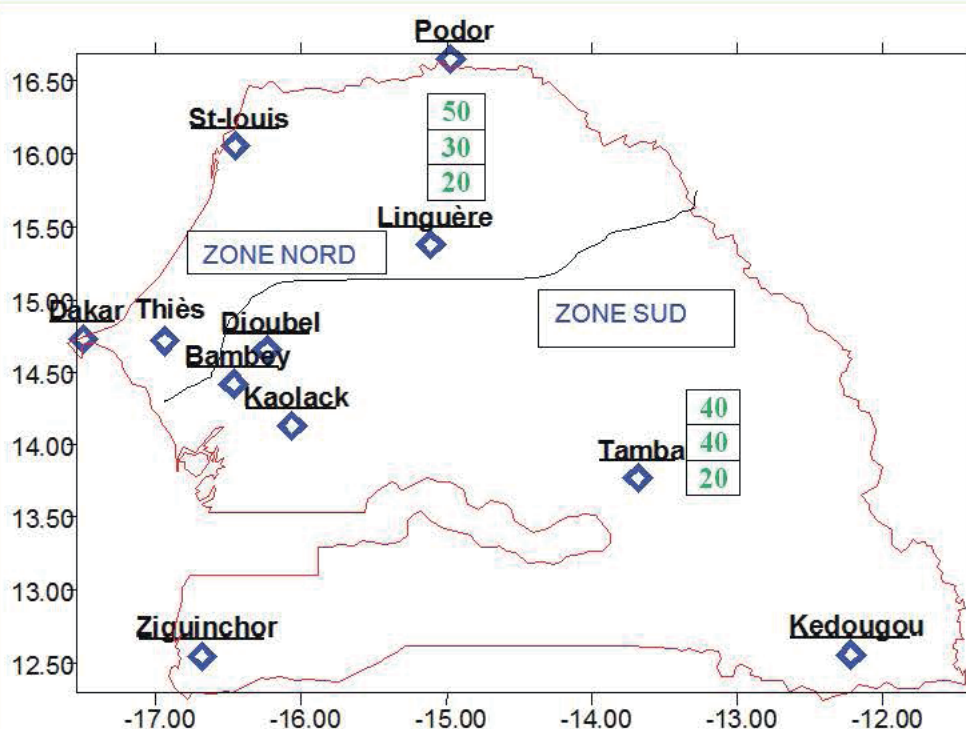 Podor
16.50
St-louis
50
16.00
30
20
15.50
Linguère
ZONE NORD
15.00
Dakar
Thiès
ZONE SUD
Dioubel
14.50
Bambey
Kaolack
40
14.00
40
Tamba
20
13.50
13.00
Ziguinchor
Kedougou
12.50
-17.00
-16.00
-15.00
-14.00
-13.00
-12.00